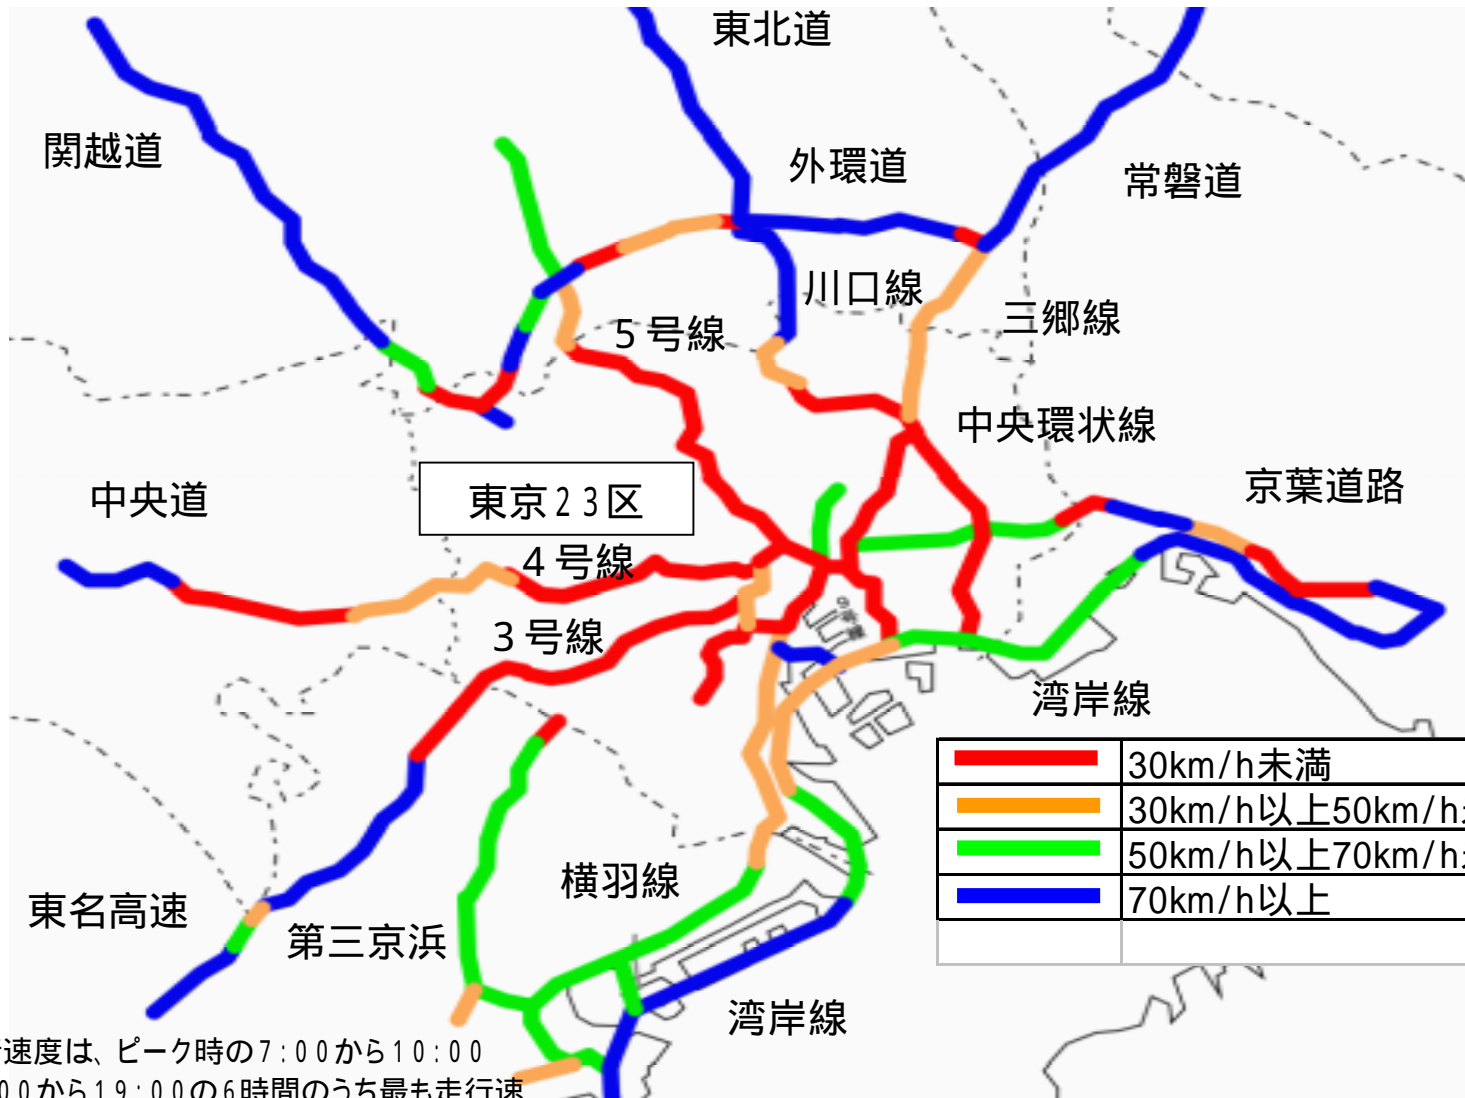 東北道
関越道
外環道
常磐道
川口線
三郷線
5号線
中央環状線
京葉道路
中央道
東京23区
4号線
3号線
湾岸線
30km/h未満
30km/h以上50km/h
50km/h以上70km/h
70km/h以上
横羽線
東名高速
第三京浜
湾岸線
速度は、ピーク時の7:00から10:00
00から19:00の6時間のうち最も走行速